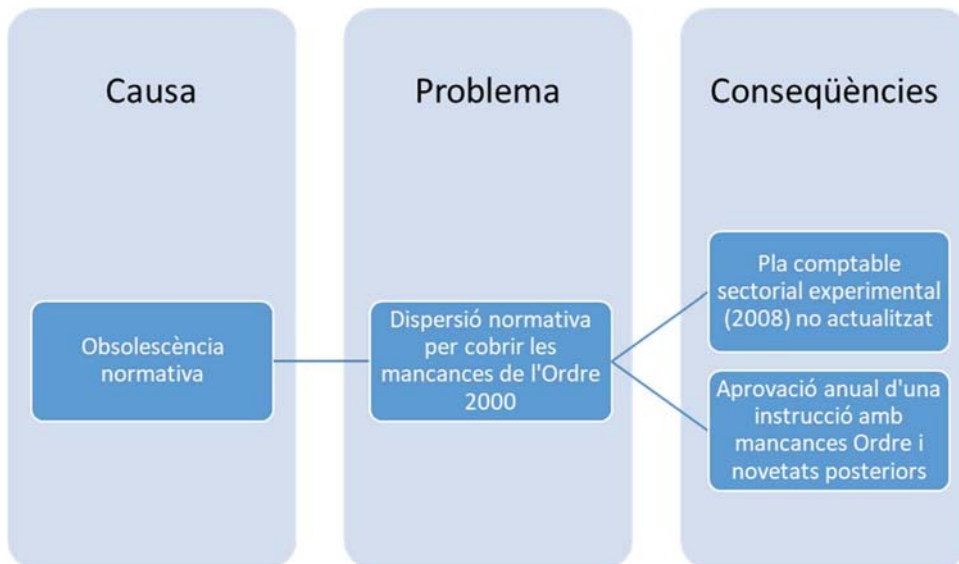 Causa
Problema
Conseqüències
Obsolescència
normativa
Dispersió normativa
per cobrir les
mancances de l'Ordre
2000
Pla comptable
sectorial experimental
(2008) no actualitzat
Aprovació anual d'una
instrucció amb
mancances Ordre i
novetats posteriors